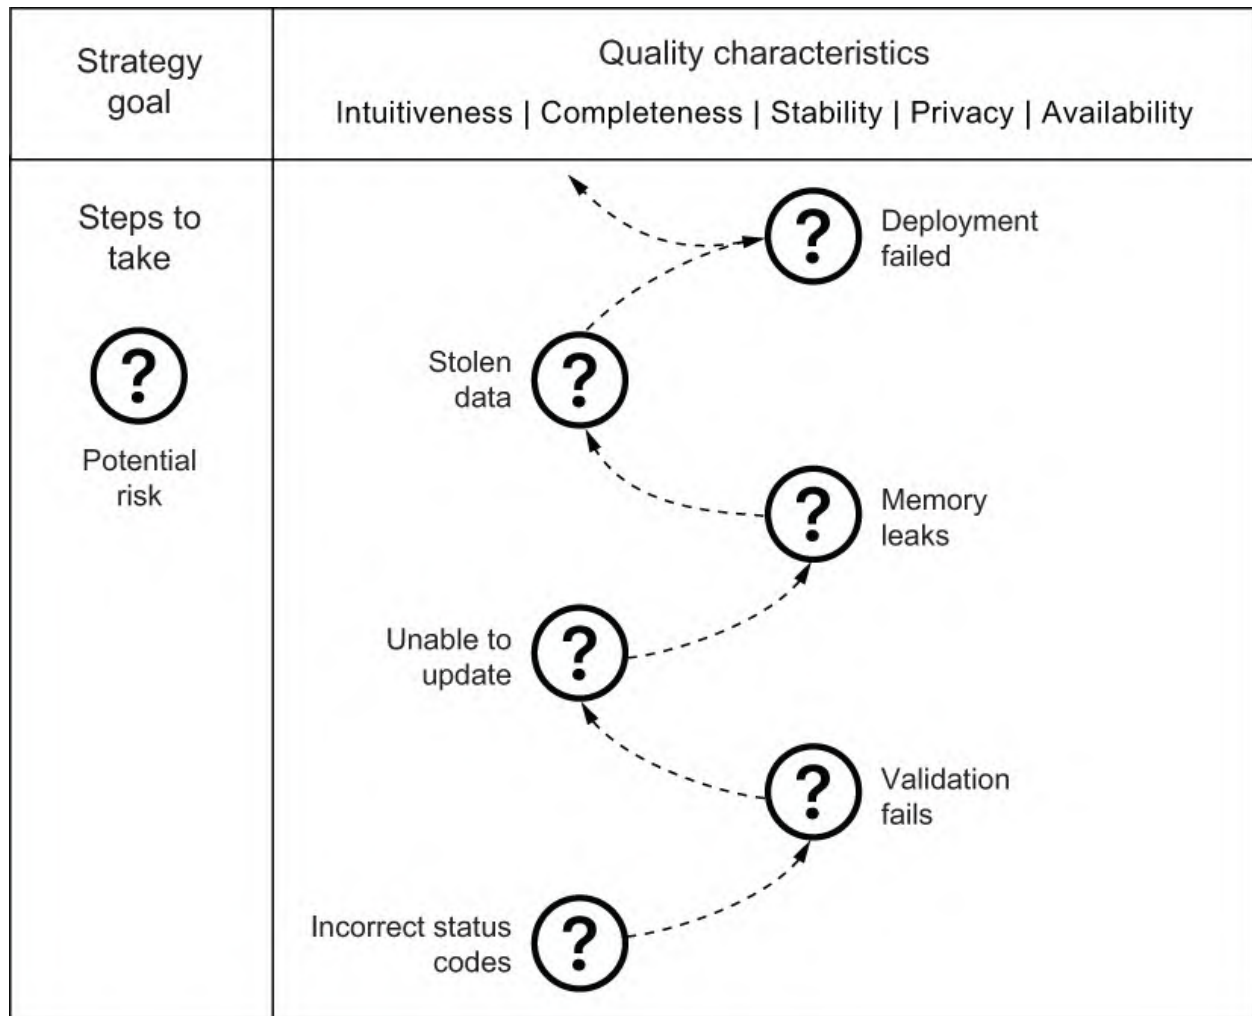 Strategy
goal
Quality characteristics
Intuitiveness | Completeness | Stability | Privacy | Availability
Steps to
take
?
Potential
risk
?
Deployment
failed
Stolen
data
?
?
Memory
leaks
Unable to
update
?
?
Validation
fails
Incorrect status
codes
?